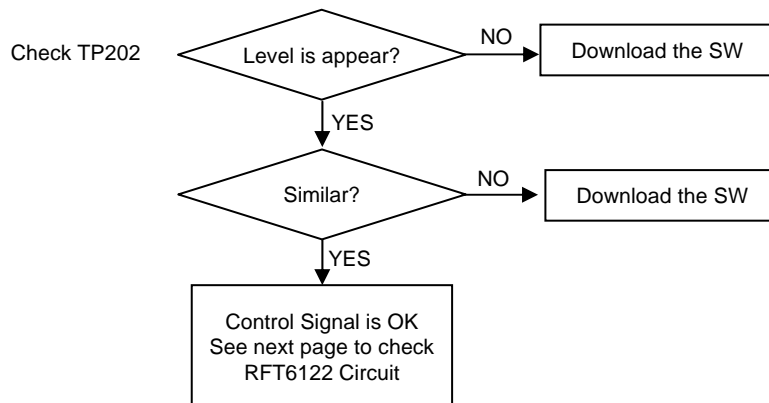 Check TP202
Level is appear?
NO
Download the SW
YES
Similar?
NO
Download the SW
YES
Control Signal is OK
See next page to check
RFT6122 Circuit